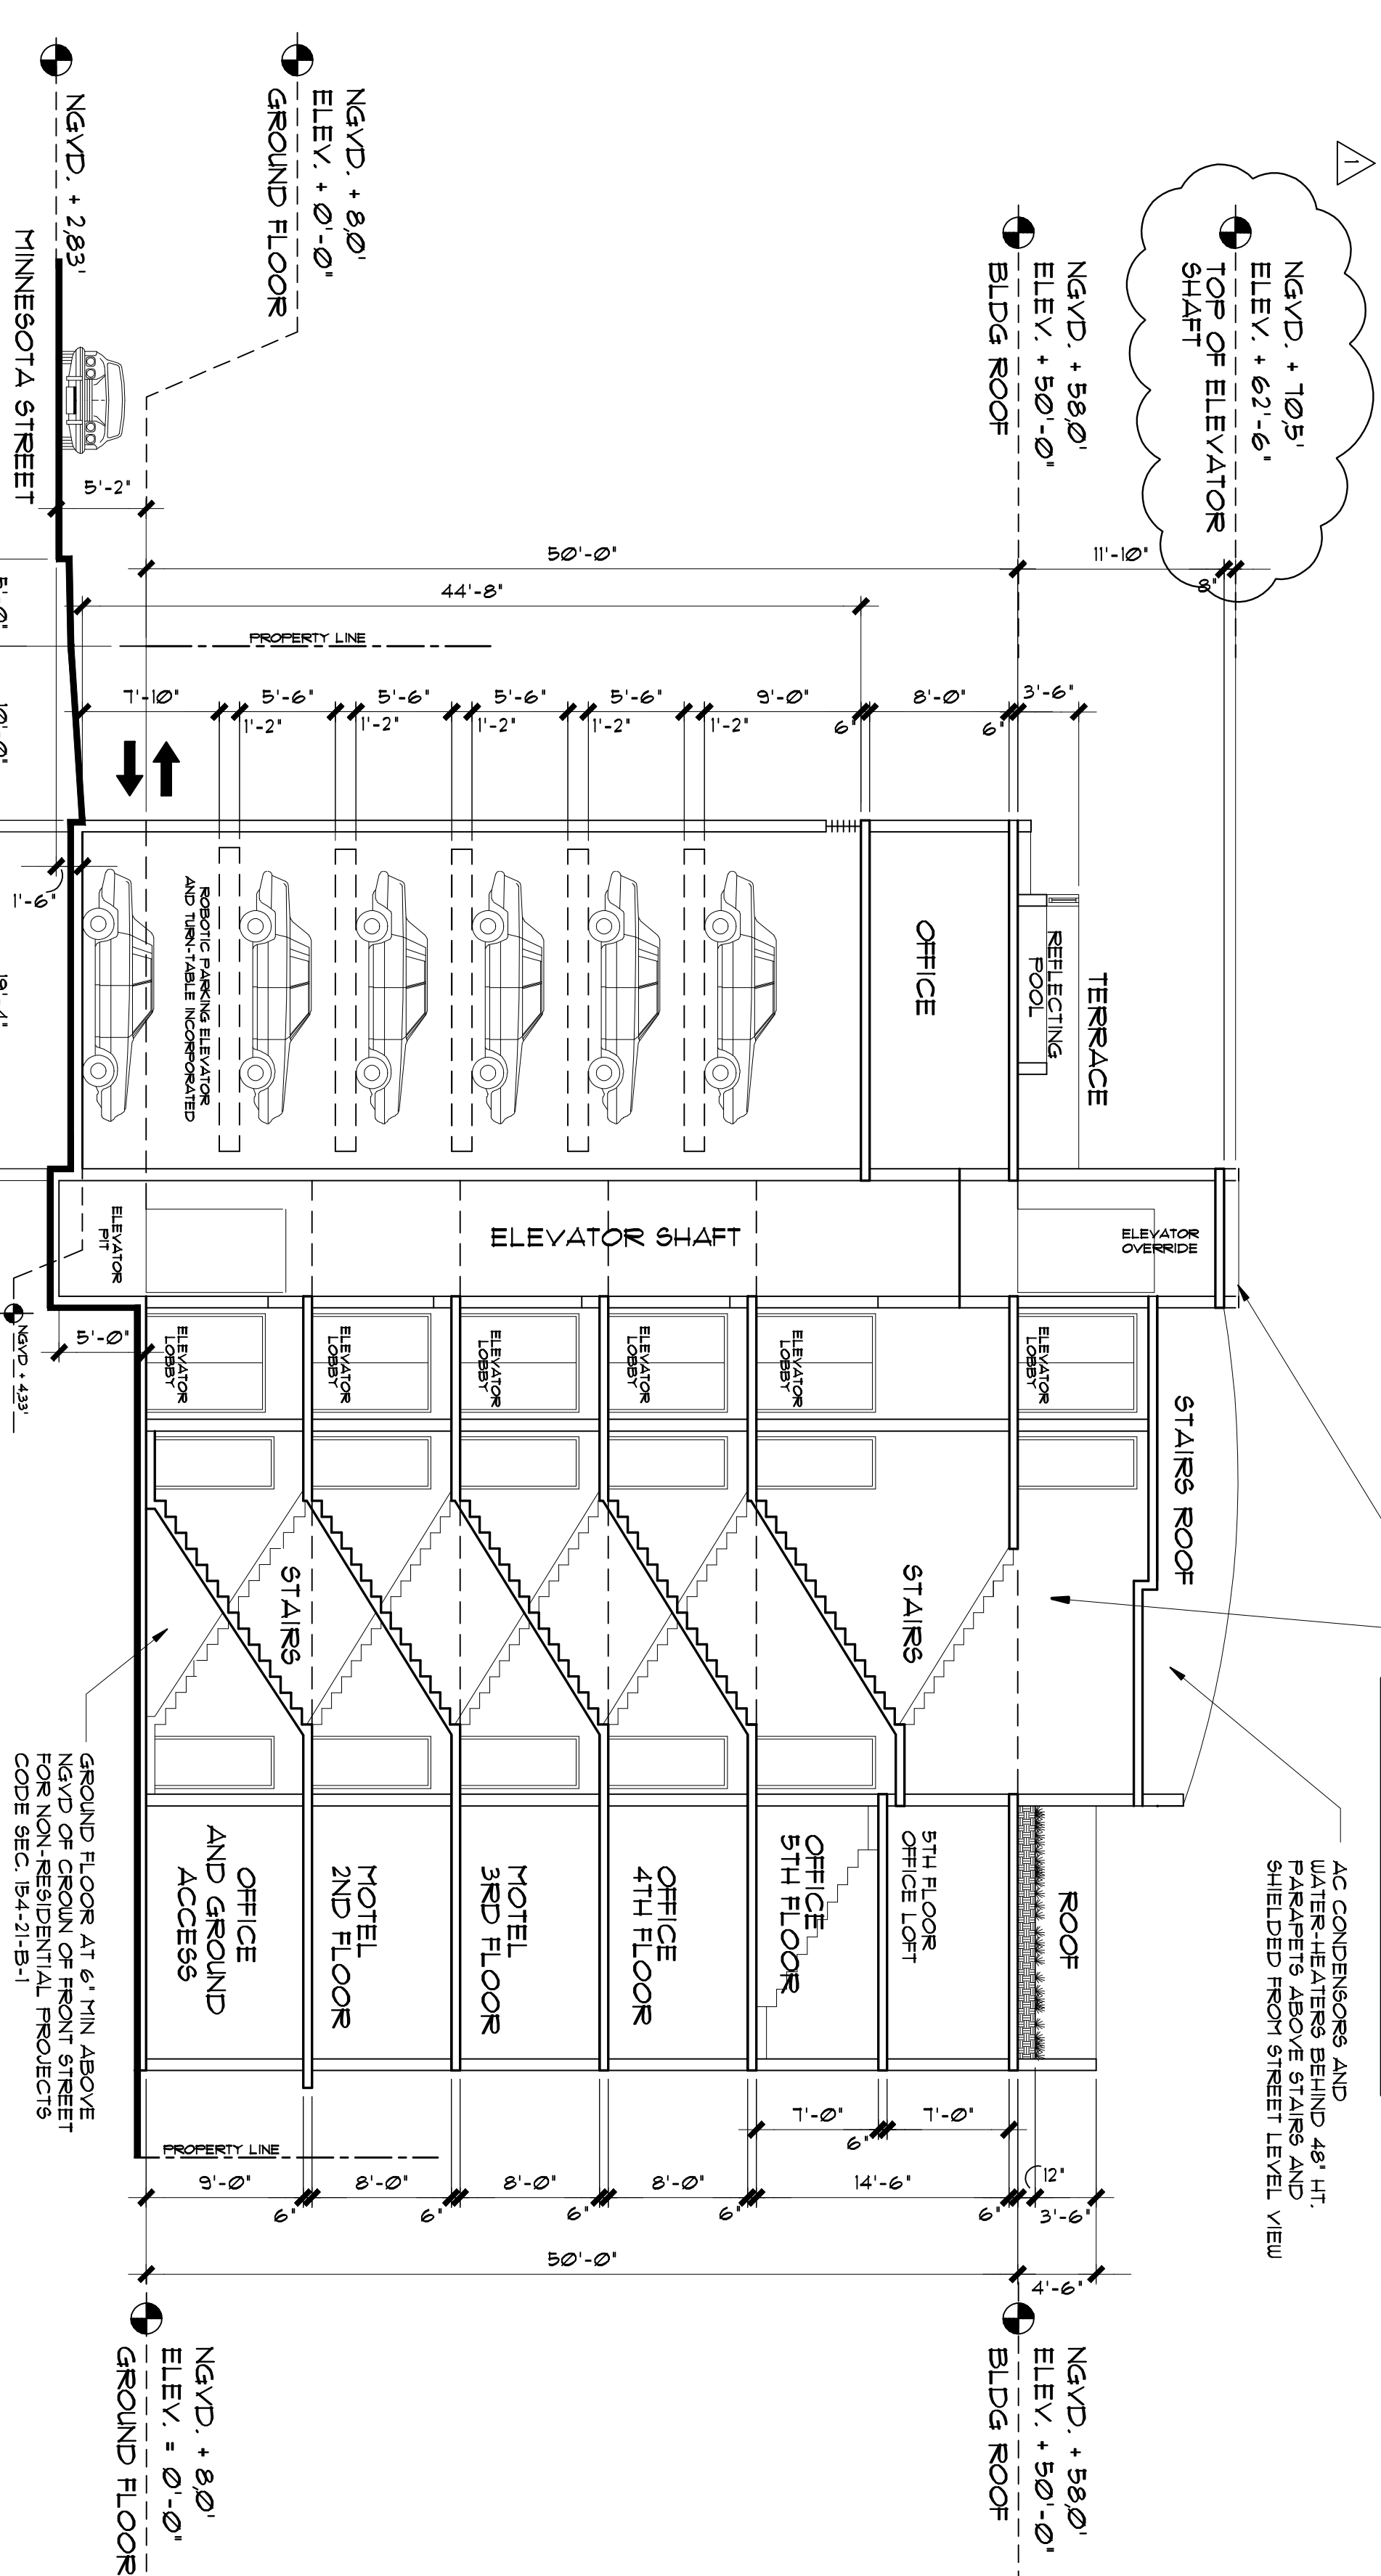 1
NGVD. + 70,5'
ELEV. + 62'-6"
TOP OF ELEVATOR
SHAFT
NGVD. + 58,0'
ELEV. + 50'-0"
BLDG ROOF
NGVD. + 8,0'
ELEV. + 0'-0"
GROUND FLOOR
NGVD. + 2,83'
MINNESOTA STREET
5'-2"
50'-0"
11'-10"
8"
44'-8"
PROPERTY LINE
7'-10"
5'-6"
5'-6"
5'-6"
5'-6"
9'-0"
8'-0"
3'-6"
1'-2"
1'-2"
1'-2"
1'-2"
1'-2"
6"
6"
5'-0"
10'-0"
19'-4"
1'-6"
TERRACE
REFLECTING
POOL
OFFICE
ROBOTIC PARKING ELEVATOR
AND TURN-TABLE INCORPORATED
ELEVATOR
OVERRIDE
ELEVATOR SHAFT
ELEVATOR
PIT
5'-0"
NGVD + 4,33'
ELEVATOR
LOBBY
ELEVATOR
LOBBY
ELEVATOR
LOBBY
ELEVATOR
LOBBY
ELEVATOR
LOBBY
ELEVATOR
LOBBY
STAIRS ROOF
STAIRS
STAIRS
AC CONDENSORS AND
WATER-HEATERS BEHIND 48" HT.
PARAPETS ABOVE STAIRS AND
SHIELDED FROM STREET LEVEL VIEW
ROOF
5TH FLOOR
OFFICE LOFT
OFFICE
5TH FLOOR
OFFICE
4TH FLOOR
MOTEL
3RD FLOOR
MOTEL
2ND FLOOR
OFFICE
AND GROUND
ACCESS
GROUND FLOOR AT 6" MIN ABOVE
NGVD OF CROWN OF FRONT STREET
FOR NON-RESIDENTIAL PROJECTS
CODE SEC. 154-21-B-1
PROPERTY LINE
7'-0"
7'-0"
6"
9'-0"
8'-0"
8'-0"
8'-0"
14'-6"
12"
3'-6"
6"
6"
6"
6"
6"
50'-0"
4'-6"
NGVD. + 58,0'
ELEV. + 50'-0"
BLDG ROOF
NGVD. + 8,0'
ELEV. = 0'-0"
GROUND FLOOR